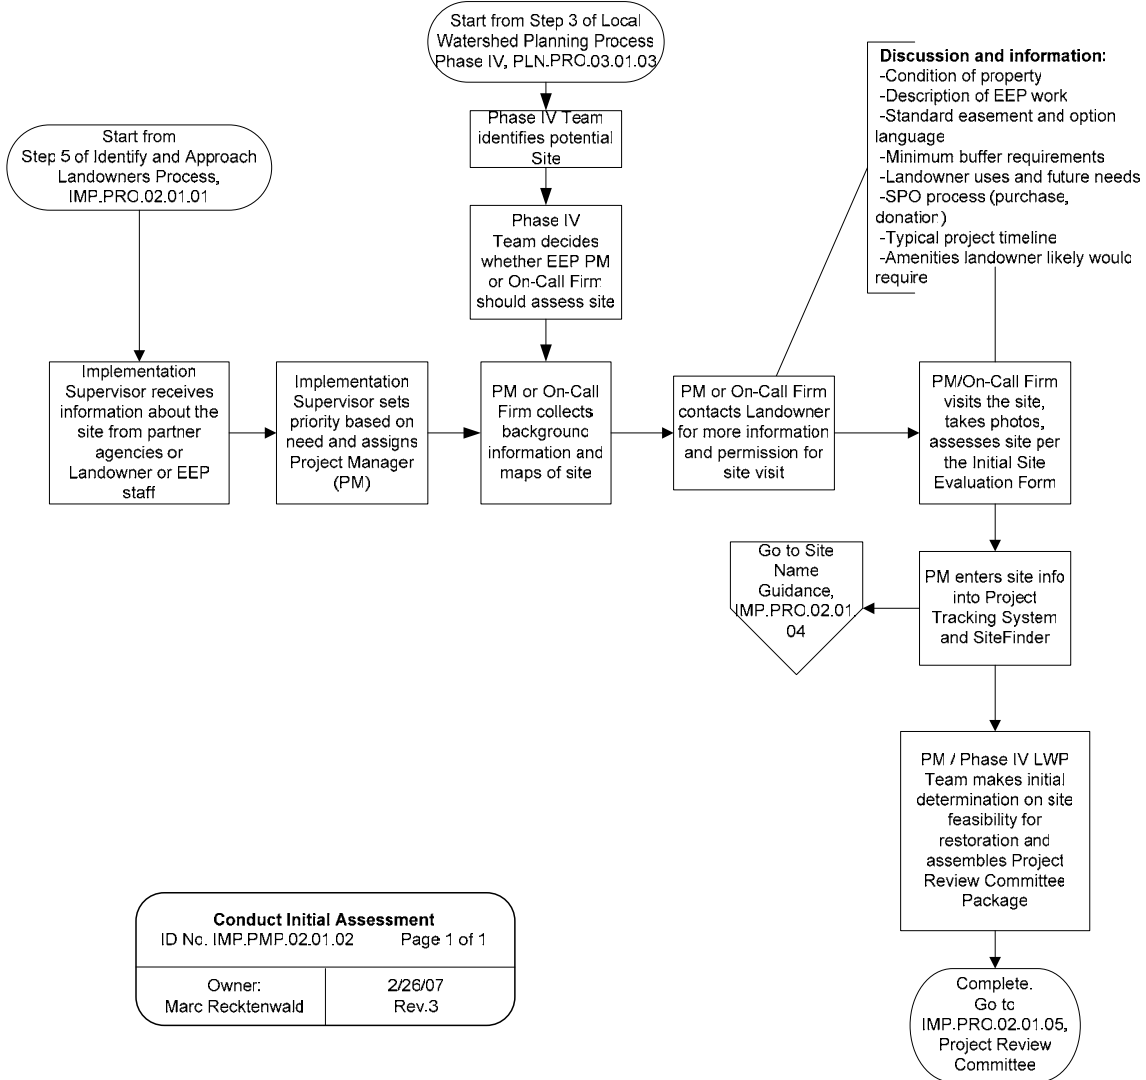 Start from Step 3 of Local
Watershed Planning Process
Phase IV, PLN.PRO.03.01.03
Phase IV Team
identifies potential
Site
Phase IV
Team decides
whether EEP PM
or On-Call Firm
should assess site
Start from
Step 5 of Identify and Approach
Landowners Process,
IMP.PRO.02.01.01
Implementation
Supervisor receives
information about the
site from partner
agencies or
Landowner or EEP
staff
Implementation
Supervisor sets
priority based on
need and assigns
Project Manager
(PM)
PM or On-Call
Firm collects
background
information and
maps of site
PM or On-Call Firm
contacts Landowner
for more information
and permission for
site visit
Discussion and information:
-Condition of property
-Description of EEP work
-Standard easement and option
language
-Minimum buffer requirements
-Landowner uses and future needs
-SPO process (purchase,
donation)
-Typical project timeline
-Amenities landowner likely would
require
PM/On-Call Firm
visits the site,
takes photos,
assesses site per
the Initial Site
Evaluation Form
PM enters site info
into Project
Tracking System
and SiteFinder
Go to Site
Name
Guidance,
IMP.PRO.02.01
04
PM / Phase IV LWP
Team makes initial
determination on site
feasibility for
restoration and
assembles Project
Review Committee
Package
Complete.
Go to
IMP.PRO.02.01.05,
Project Review
Committee
Conduct Initial Assessment
ID No. IMP.PMP.02.01.02 Page 1 of 1
Owner:
Marc Recktenwald
2/26/07
Rev.3